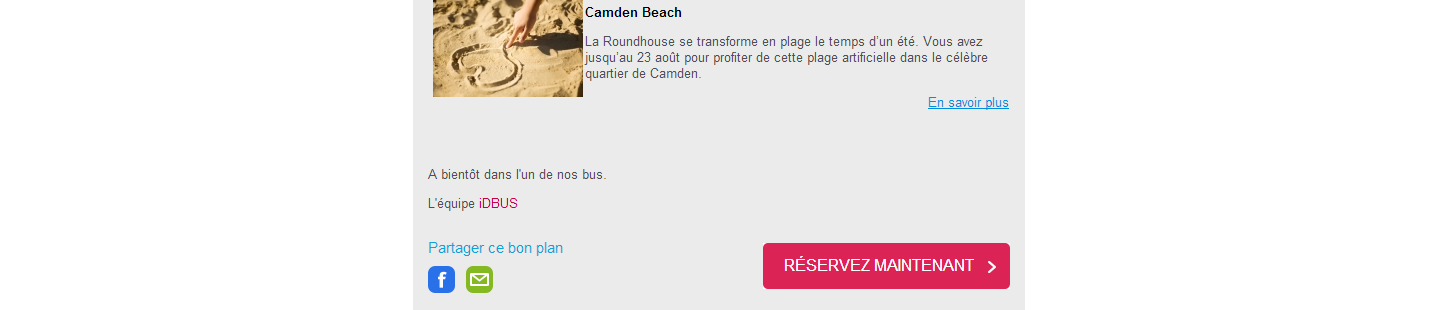 Camden Beach
La Roundhouse se transforme en plage le temps d’un été. Vous avez
jusqu’au 23 août pour profiter de cette plage artificielle dans le célèbre
quartier de Camden.
En savoir plus
A bientôt dans l'un de nos bus.
L'équipe iDBUS
Partager ce bon plan
RÉSERVEZ MAINTENANT